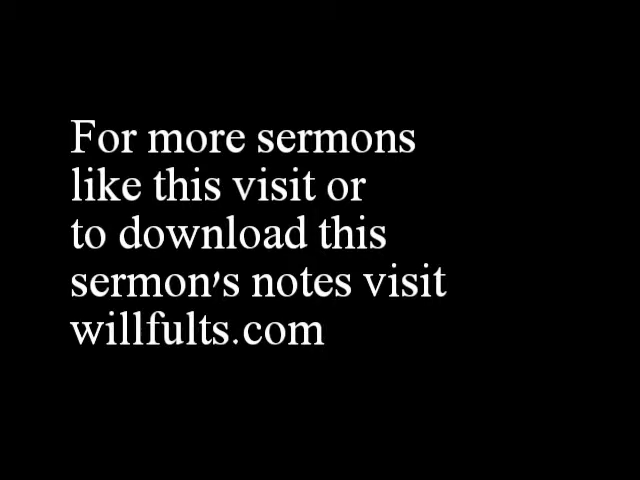 For more sermons
like this visit or
to download this
sermon's notes visit
willfults.com